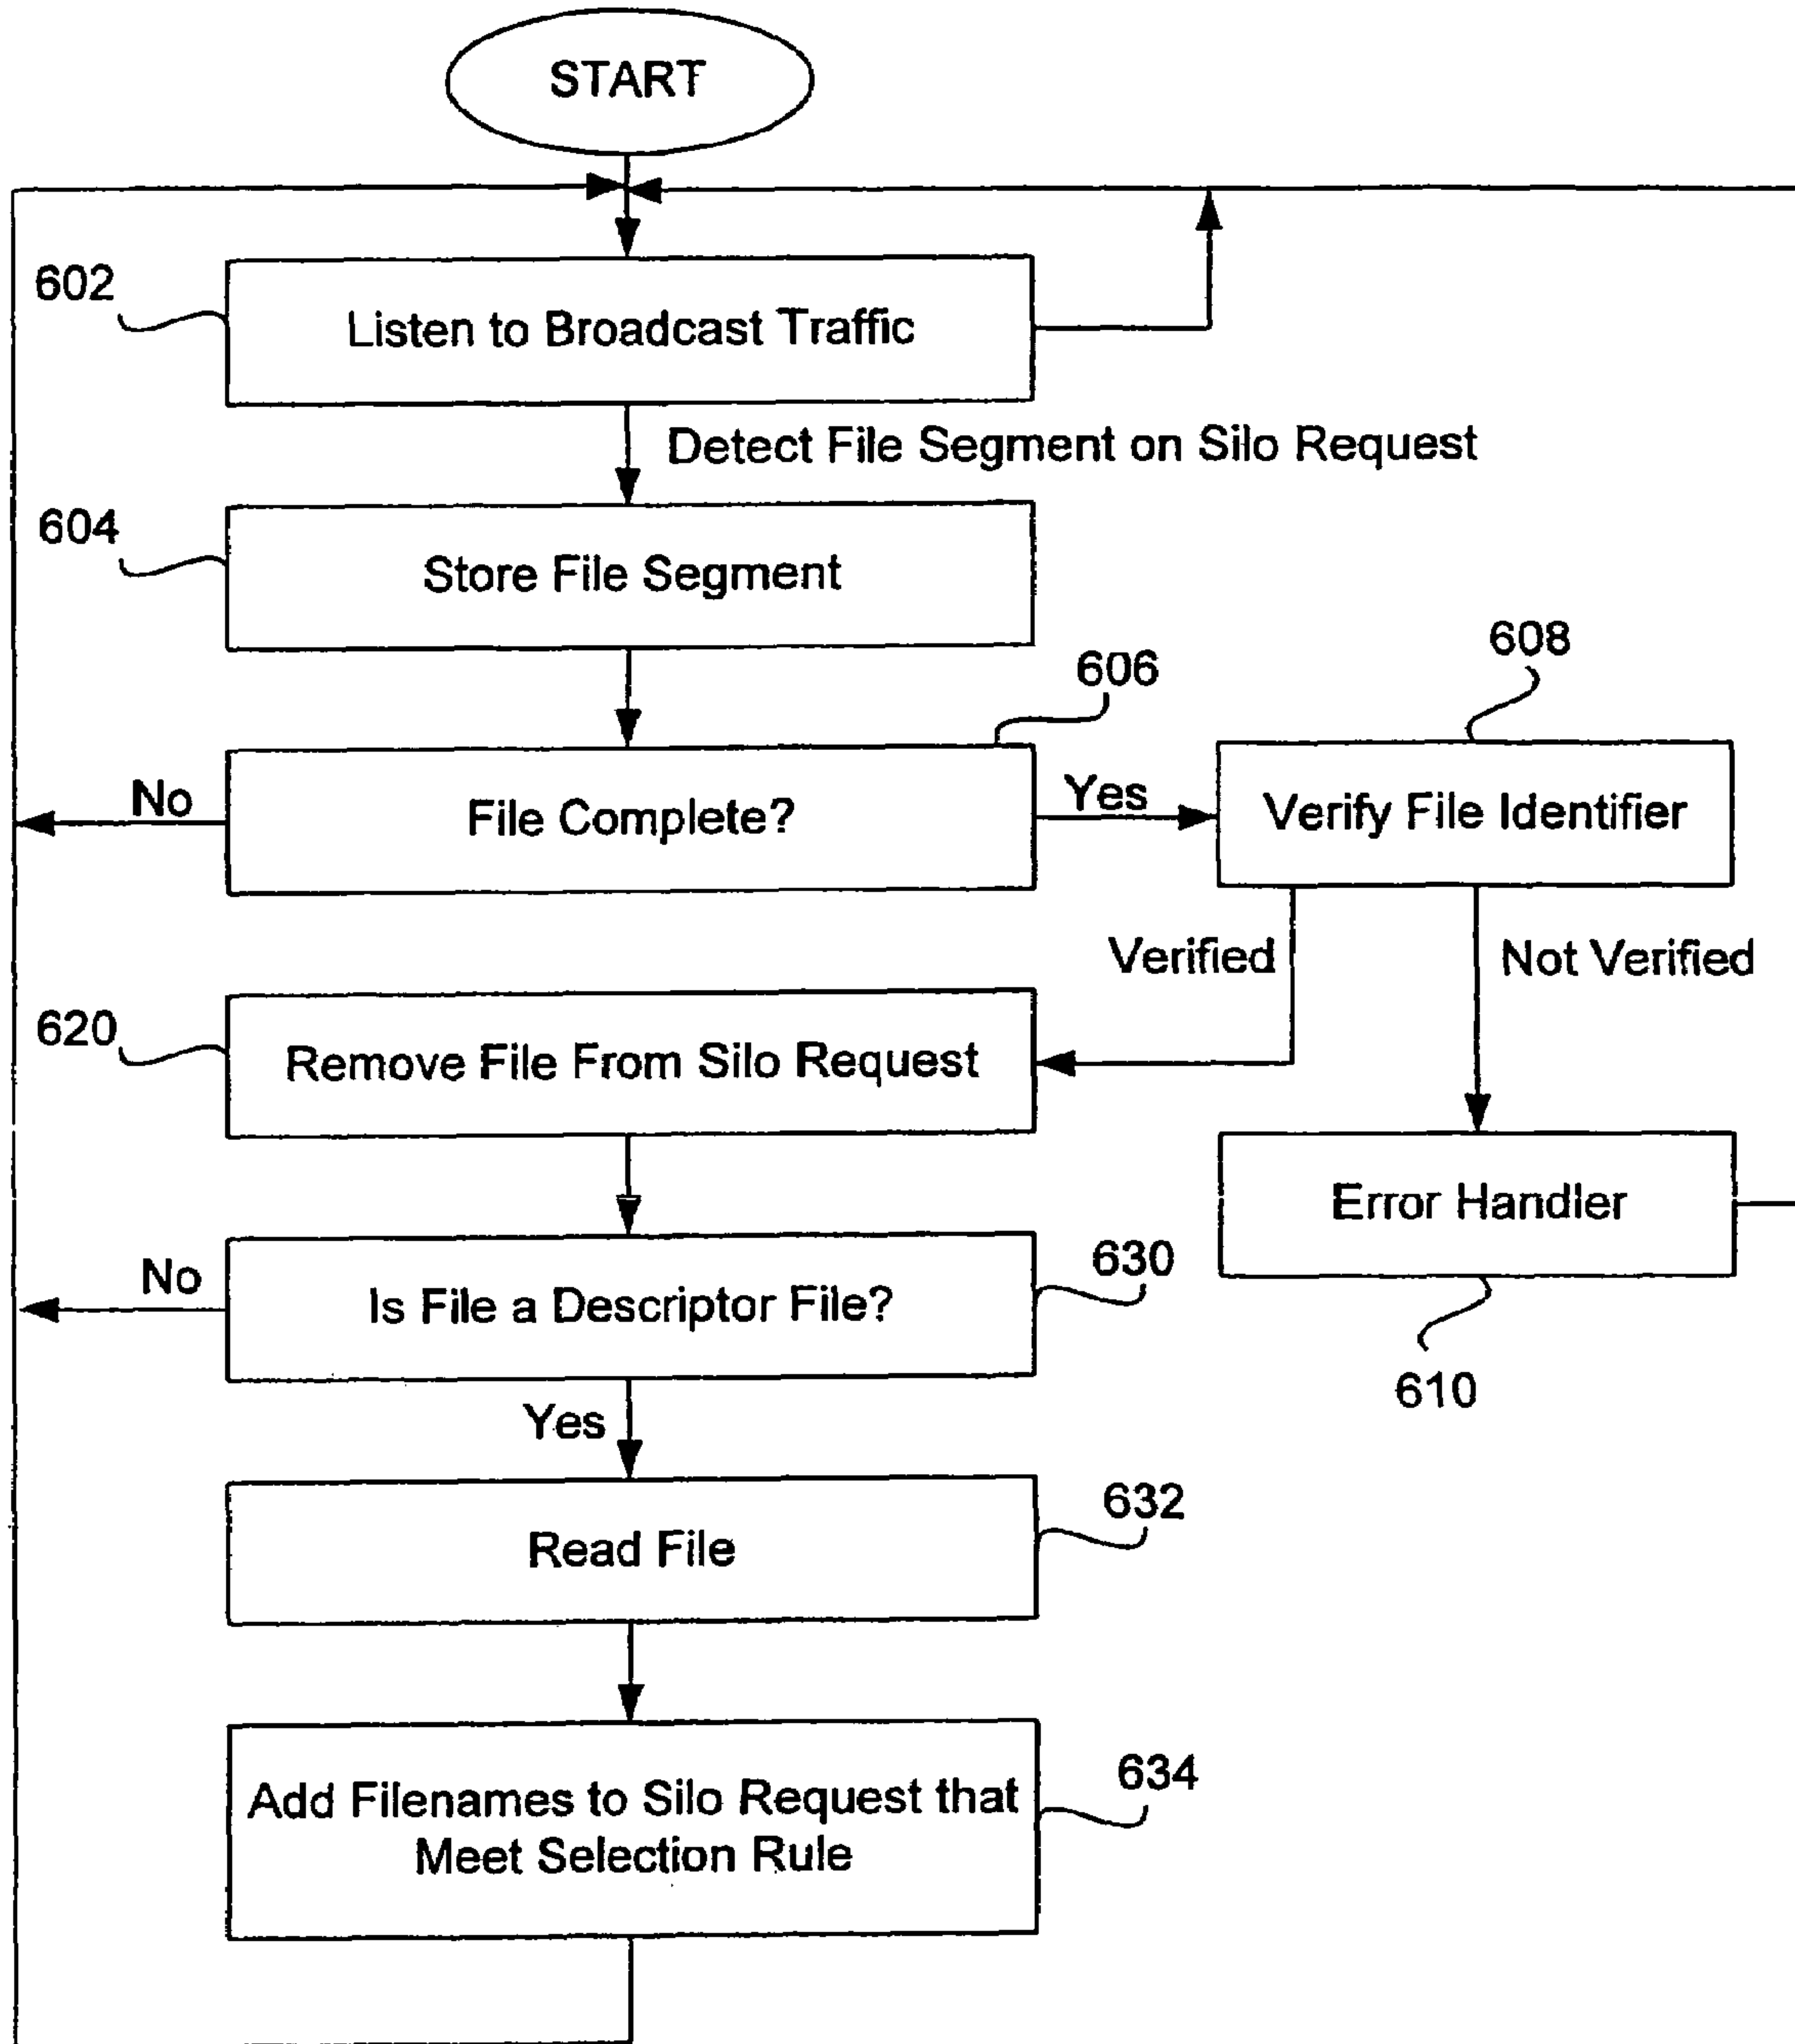 START
602
Listen to Broadcast Traffic
Detect File Segment on Silo Request
604
Store File Segment
606
608
File Complete?
No
Yes
Verify File Identifier
Verified
Not Verified
620
Remove File From Silo Request
Error Handler
610
630
No
Is File a Descriptor File?
Yes
632
Read File
634
Add Filenames to Silo Request that
Meet Selection Rule